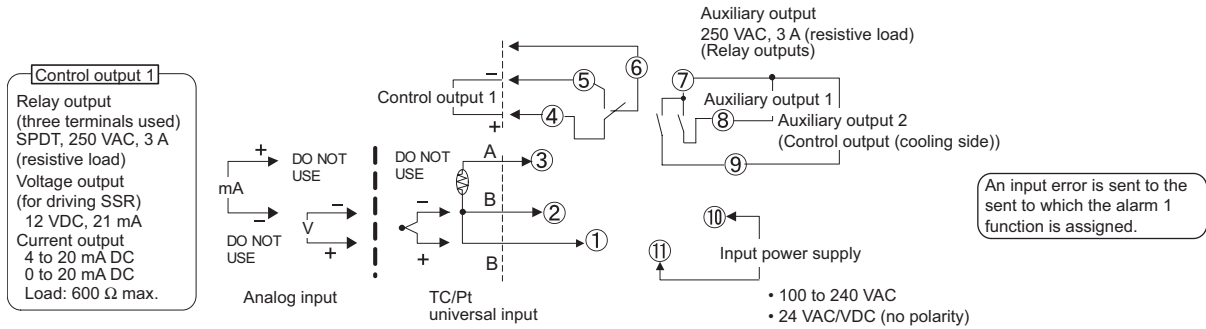 Control output 1
Relay output
(three terminals used)
SPDT, 250 VAC, 3 A
(resistive load)
Voltage output
(for driving SSR)
12 VDC, 21 mA
Current output
4 to 20 mA DC
0 to 20 mA DC
Load: 600 Ω max.
+
mA
−
DO NOT
USE
DO NOT
USE
−
V
+
Analog input
DO NOT
USE
−
+
A
B
B
TC/Pt
universal input
Control output 1
−
+
⑥
⑤
④
③
②
①
Auxiliary output
250 VAC, 3 A (resistive load)
(Relay outputs)
⑦
Auxiliary output 1
⑧
Auxiliary output 2
(Control output (cooling side))
⑨
⑩
⑪
Input power supply
• 100 to 240 VAC
• 24 VAC/VDC (no polarity)
An input error is sent to the
sent to which the alarm 1
function is assigned.